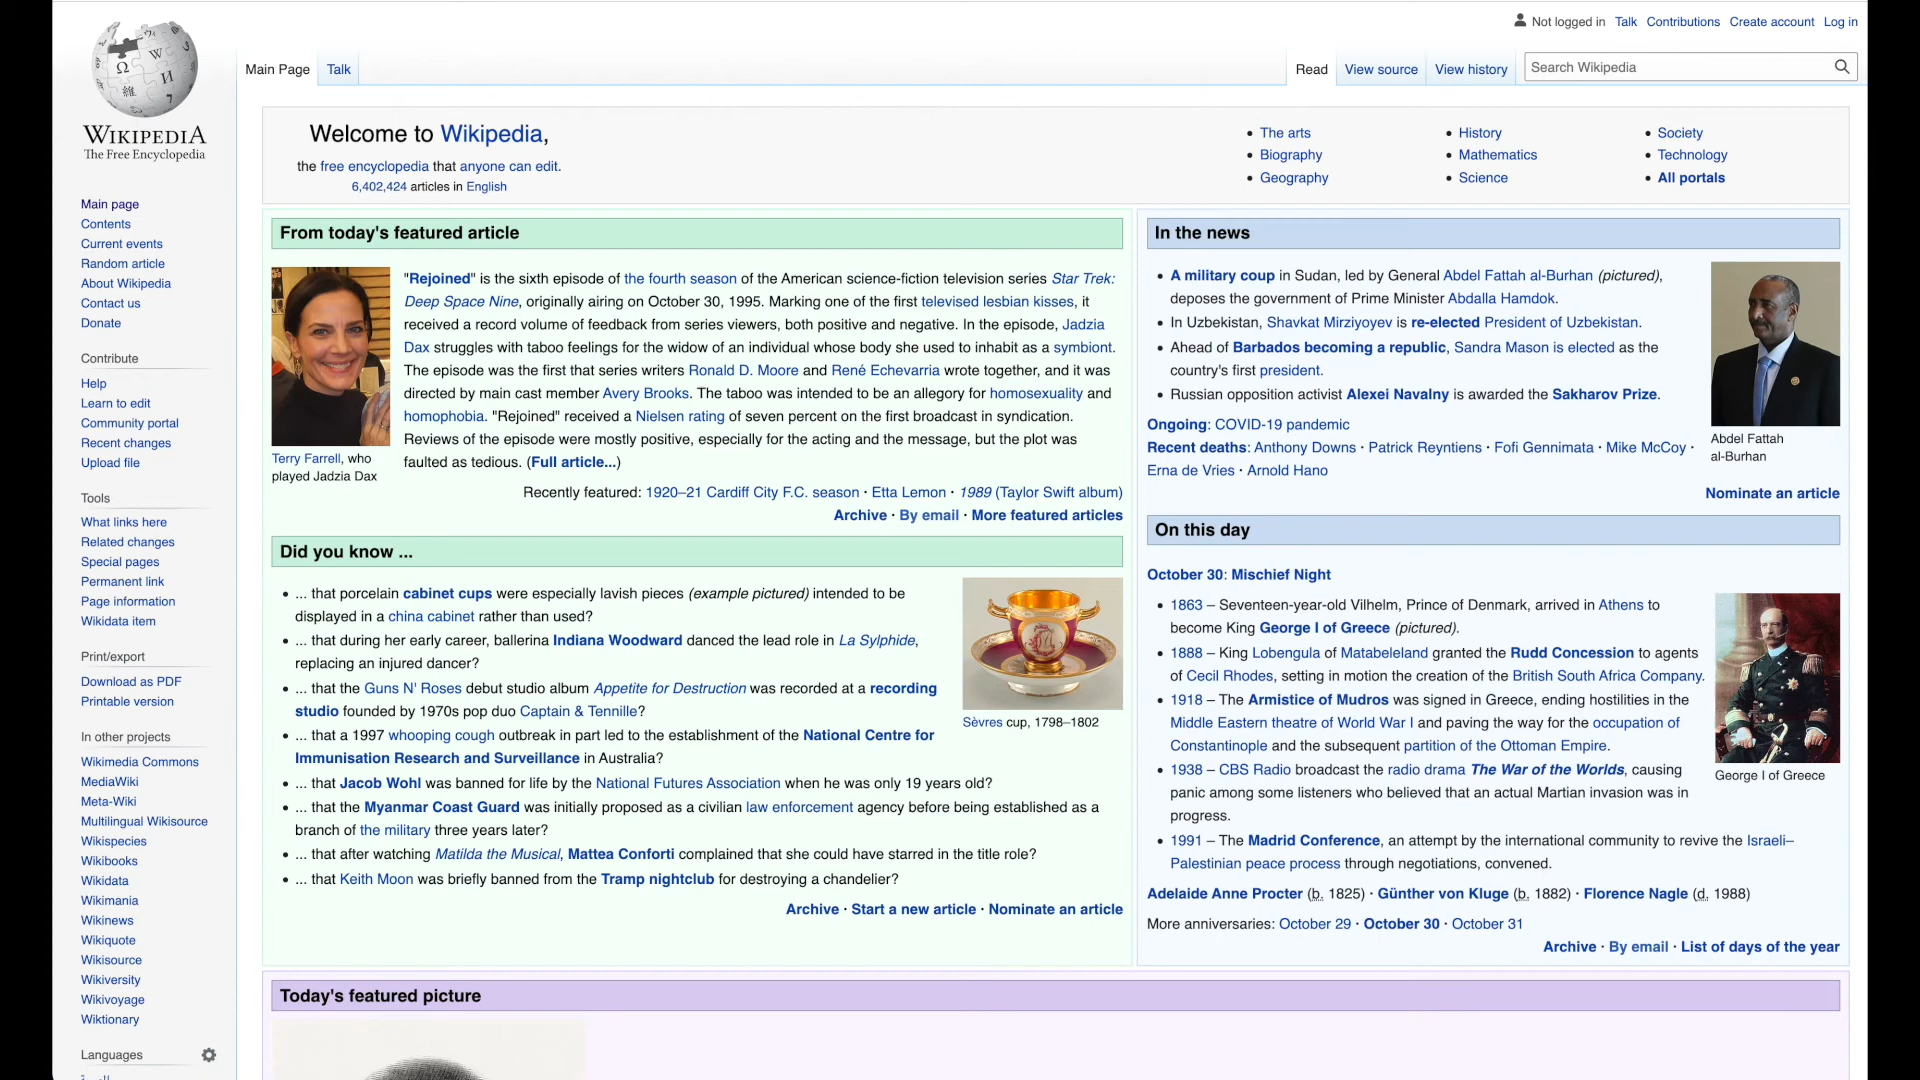 Not logged in Talk Contributions Create account Log in
Main Page Talk
Read View source View history Search Wikipedia
WIKIPEDIA
The Free Encyclopedia
Main page
Contents
Current events
Random article
About Wikipedia
Contact us
Donate
Contribute
Help
Learn to edit
Community portal
Recent changes
Upload file
Tools
What links here
Related changes
Special pages
Permanent link
Page information
Wikidata item
Print/export
Download as PDF
Printable version
In other projects
Wikimedia Commons
MediaWiki
Meta-Wiki
Multilingual Wikisource
Wikispecies
Wikibooks
Wikidata
Wikimania
Wikinews
Wikiquote
Wikisource
Wikiversity
Wikivoyage
Wiktionary
Languages
Welcome to Wikipedia,
the free encyclopedia that anyone can edit.
6,402,424 articles in English
• The arts
• Biography
• Geography
• History
• Mathematics
• Science
• Society
• Technology
• All portals
From today's featured article
"Rejoined" is the sixth episode of the fourth season of the American science-fiction television series Star Trek:
Deep Space Nine, originally airing on October 30, 1995. Marking one of the first televised lesbian kisses, it
received a record volume of feedback from series viewers, both positive and negative. In the episode, Jadzia
Dax struggles with taboo feelings for the widow of an individual whose body she used to inhabit as a symbiont.
The episode was the first that series writers Ronald D. Moore and René Echevarria wrote together, and it was
directed by main cast member Avery Brooks. The taboo was intended to be an allegory for homosexuality and
homophobia. "Rejoined" received a Nielsen rating of seven percent on the first broadcast in syndication.
Reviews of the episode were mostly positive, especially for the acting and the message, but the plot was
faulted as tedious. (Full article...)
Terry Farrell, who
played Jadzia Dax
Recently featured: 1920–21 Cardiff City F.C. season · Etta Lemon · 1989 (Taylor Swift album)
Archive · By email · More featured articles
Did you know ...
• ... that porcelain cabinet cups were especially lavish pieces (example pictured) intended to be
displayed in a china cabinet rather than used?
• ... that during her early career, ballerina Indiana Woodward danced the lead role in La Sylphide,
replacing an injured dancer?
• ... that the Guns N' Roses debut studio album Appetite for Destruction was recorded at a recording
studio founded by 1970s pop duo Captain & Tennille?
• ... that a 1997 whooping cough outbreak in part led to the establishment of the National Centre for
Immunisation Research and Surveillance in Australia?
• ... that Jacob Wohl was banned for life by the National Futures Association when he was only 19 years old?
• ... that the Myanmar Coast Guard was initially proposed as a civilian law enforcement agency before being established as a
branch of the military three years later?
• ... that after watching Matilda the Musical, Mattea Conforti complained that she could have starred in the title role?
• ... that Keith Moon was briefly banned from the Tramp nightclub for destroying a chandelier?
Sèvres cup, 1798–1802
Archive · Start a new article · Nominate an article
In the news
• A military coup in Sudan, led by General Abdel Fattah al-Burhan (pictured),
deposes the government of Prime Minister Abdalla Hamdok.
• In Uzbekistan, Shavkat Mirziyoyev is re-elected President of Uzbekistan.
• Ahead of Barbados becoming a republic, Sandra Mason is elected as the
country's first president.
• Russian opposition activist Alexei Navalny is awarded the Sakharov Prize.
Abdel Fattah
al-Burhan
Ongoing: COVID-19 pandemic
Recent deaths: Anthony Downs · Patrick Reyntiens · Fofi Gennimata · Mike McCoy ·
Erna de Vries · Arnold Hano
Nominate an article
On this day
October 30: Mischief Night
• 1863 – Seventeen-year-old Vilhelm, Prince of Denmark, arrived in Athens to
become King George I of Greece (pictured).
• 1888 – King Lobengula of Matabeleland granted the Rudd Concession to agents
of Cecil Rhodes, setting in motion the creation of the British South Africa Company.
• 1918 – The Armistice of Mudros was signed in Greece, ending hostilities in the
Middle Eastern theatre of World War I and paving the way for the occupation of
Constantinople and the subsequent partition of the Ottoman Empire.
• 1938 – CBS Radio broadcast the radio drama The War of the Worlds, causing
panic among some listeners who believed that an actual Martian invasion was in
progress.
• 1991 – The Madrid Conference, an attempt by the international community to revive the Israeli–
Palestinian peace process through negotiations, convened.
George I of Greece
Adelaide Anne Procter (b. 1825) · Günther von Kluge (b. 1882) · Florence Nagle (d. 1988)
More anniversaries: October 29 · October 30 · October 31
Archive · By email · List of days of the year
Today's featured picture